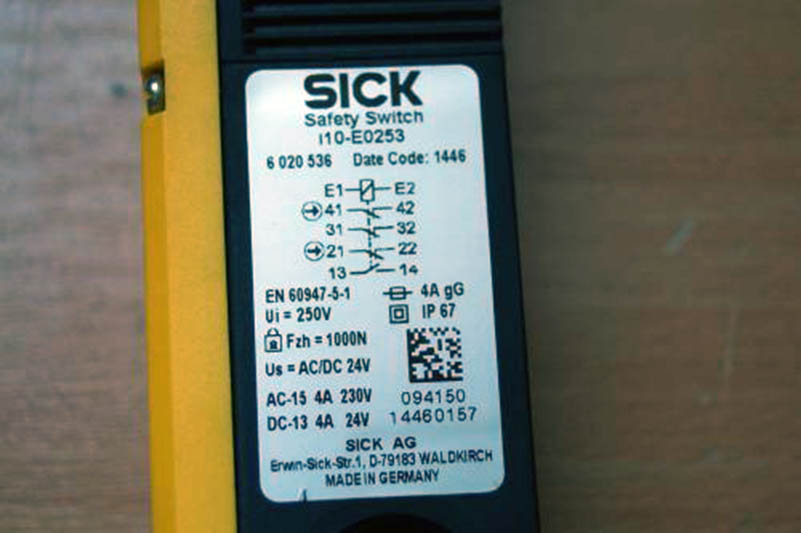 SICK
Safety Switch
i10-E0253
6 020 536 Date Code: 1446
E1 E2
41 42
31 32
21 22
13 14
EN 60947-5-1 4A gG
Ui = 250V IP 67
Fzh = 1000N
Us = AC/DC 24V
AC-15 4A 230V 094150
DC-13 4A 24V 14460157
SICK AG
Erwin-Sick-Str.1, D-79183 WALDKIRCH
MADE IN GERMANY